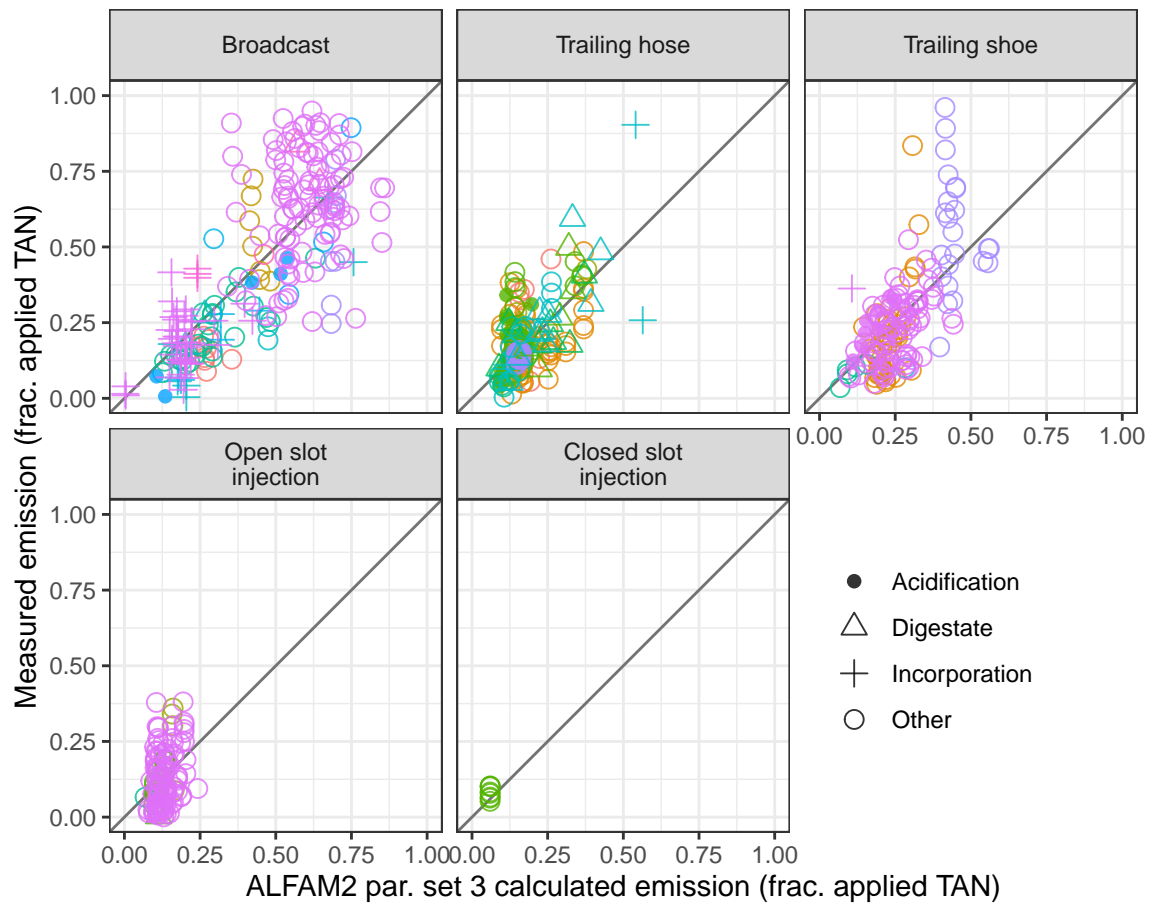 Broadcast
Trailing hose
Trailing shoe
1.00
0.75
0.50
0.25
0.00
0.00 0.25 0.50 0.75 1.00
Open slot
injection
Closed slot
injection
1.00
0.75
0.50
0.25
0.00
0.00 0.25 0.50 0.75 1.00
0.00 0.25 0.50 0.75 1.00
Measured emission (frac. applied TAN)
ALFAM2 par. set 3 calculated emission (frac. applied TAN)
Acidification
Digestate
Incorporation
Other